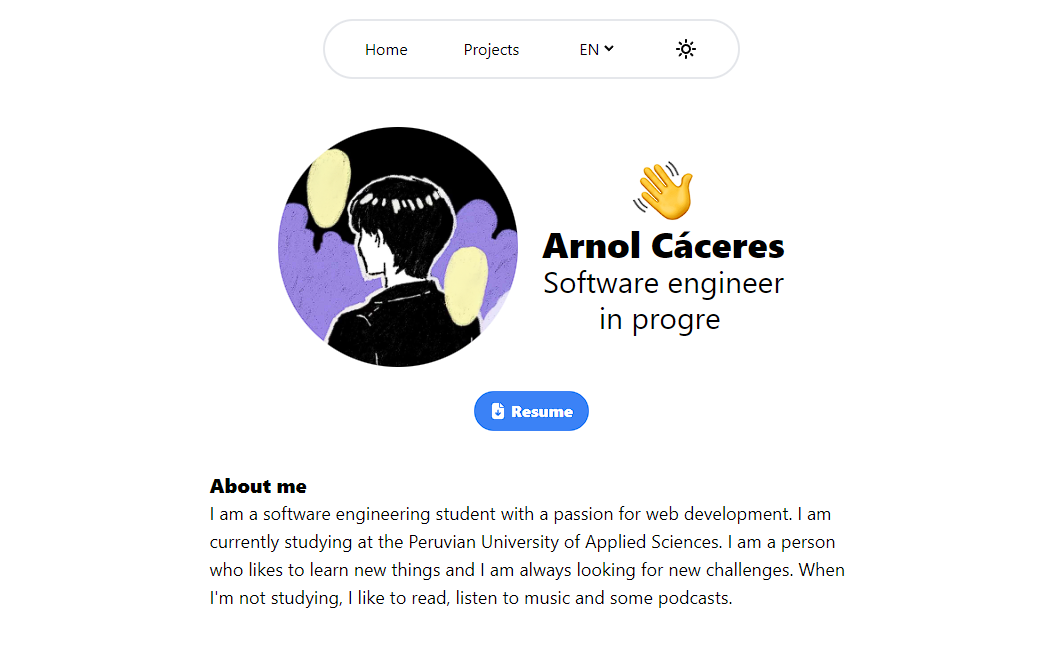 Home Projects EN
Arnol Cáceres
Software engineer
in progre
Resume
About me
I am a software engineering student with a passion for web development. I am
currently studying at the Peruvian University of Applied Sciences. I am a person
who likes to learn new things and I am always looking for new challenges. When
I'm not studying, I like to read, listen to music and some podcasts.